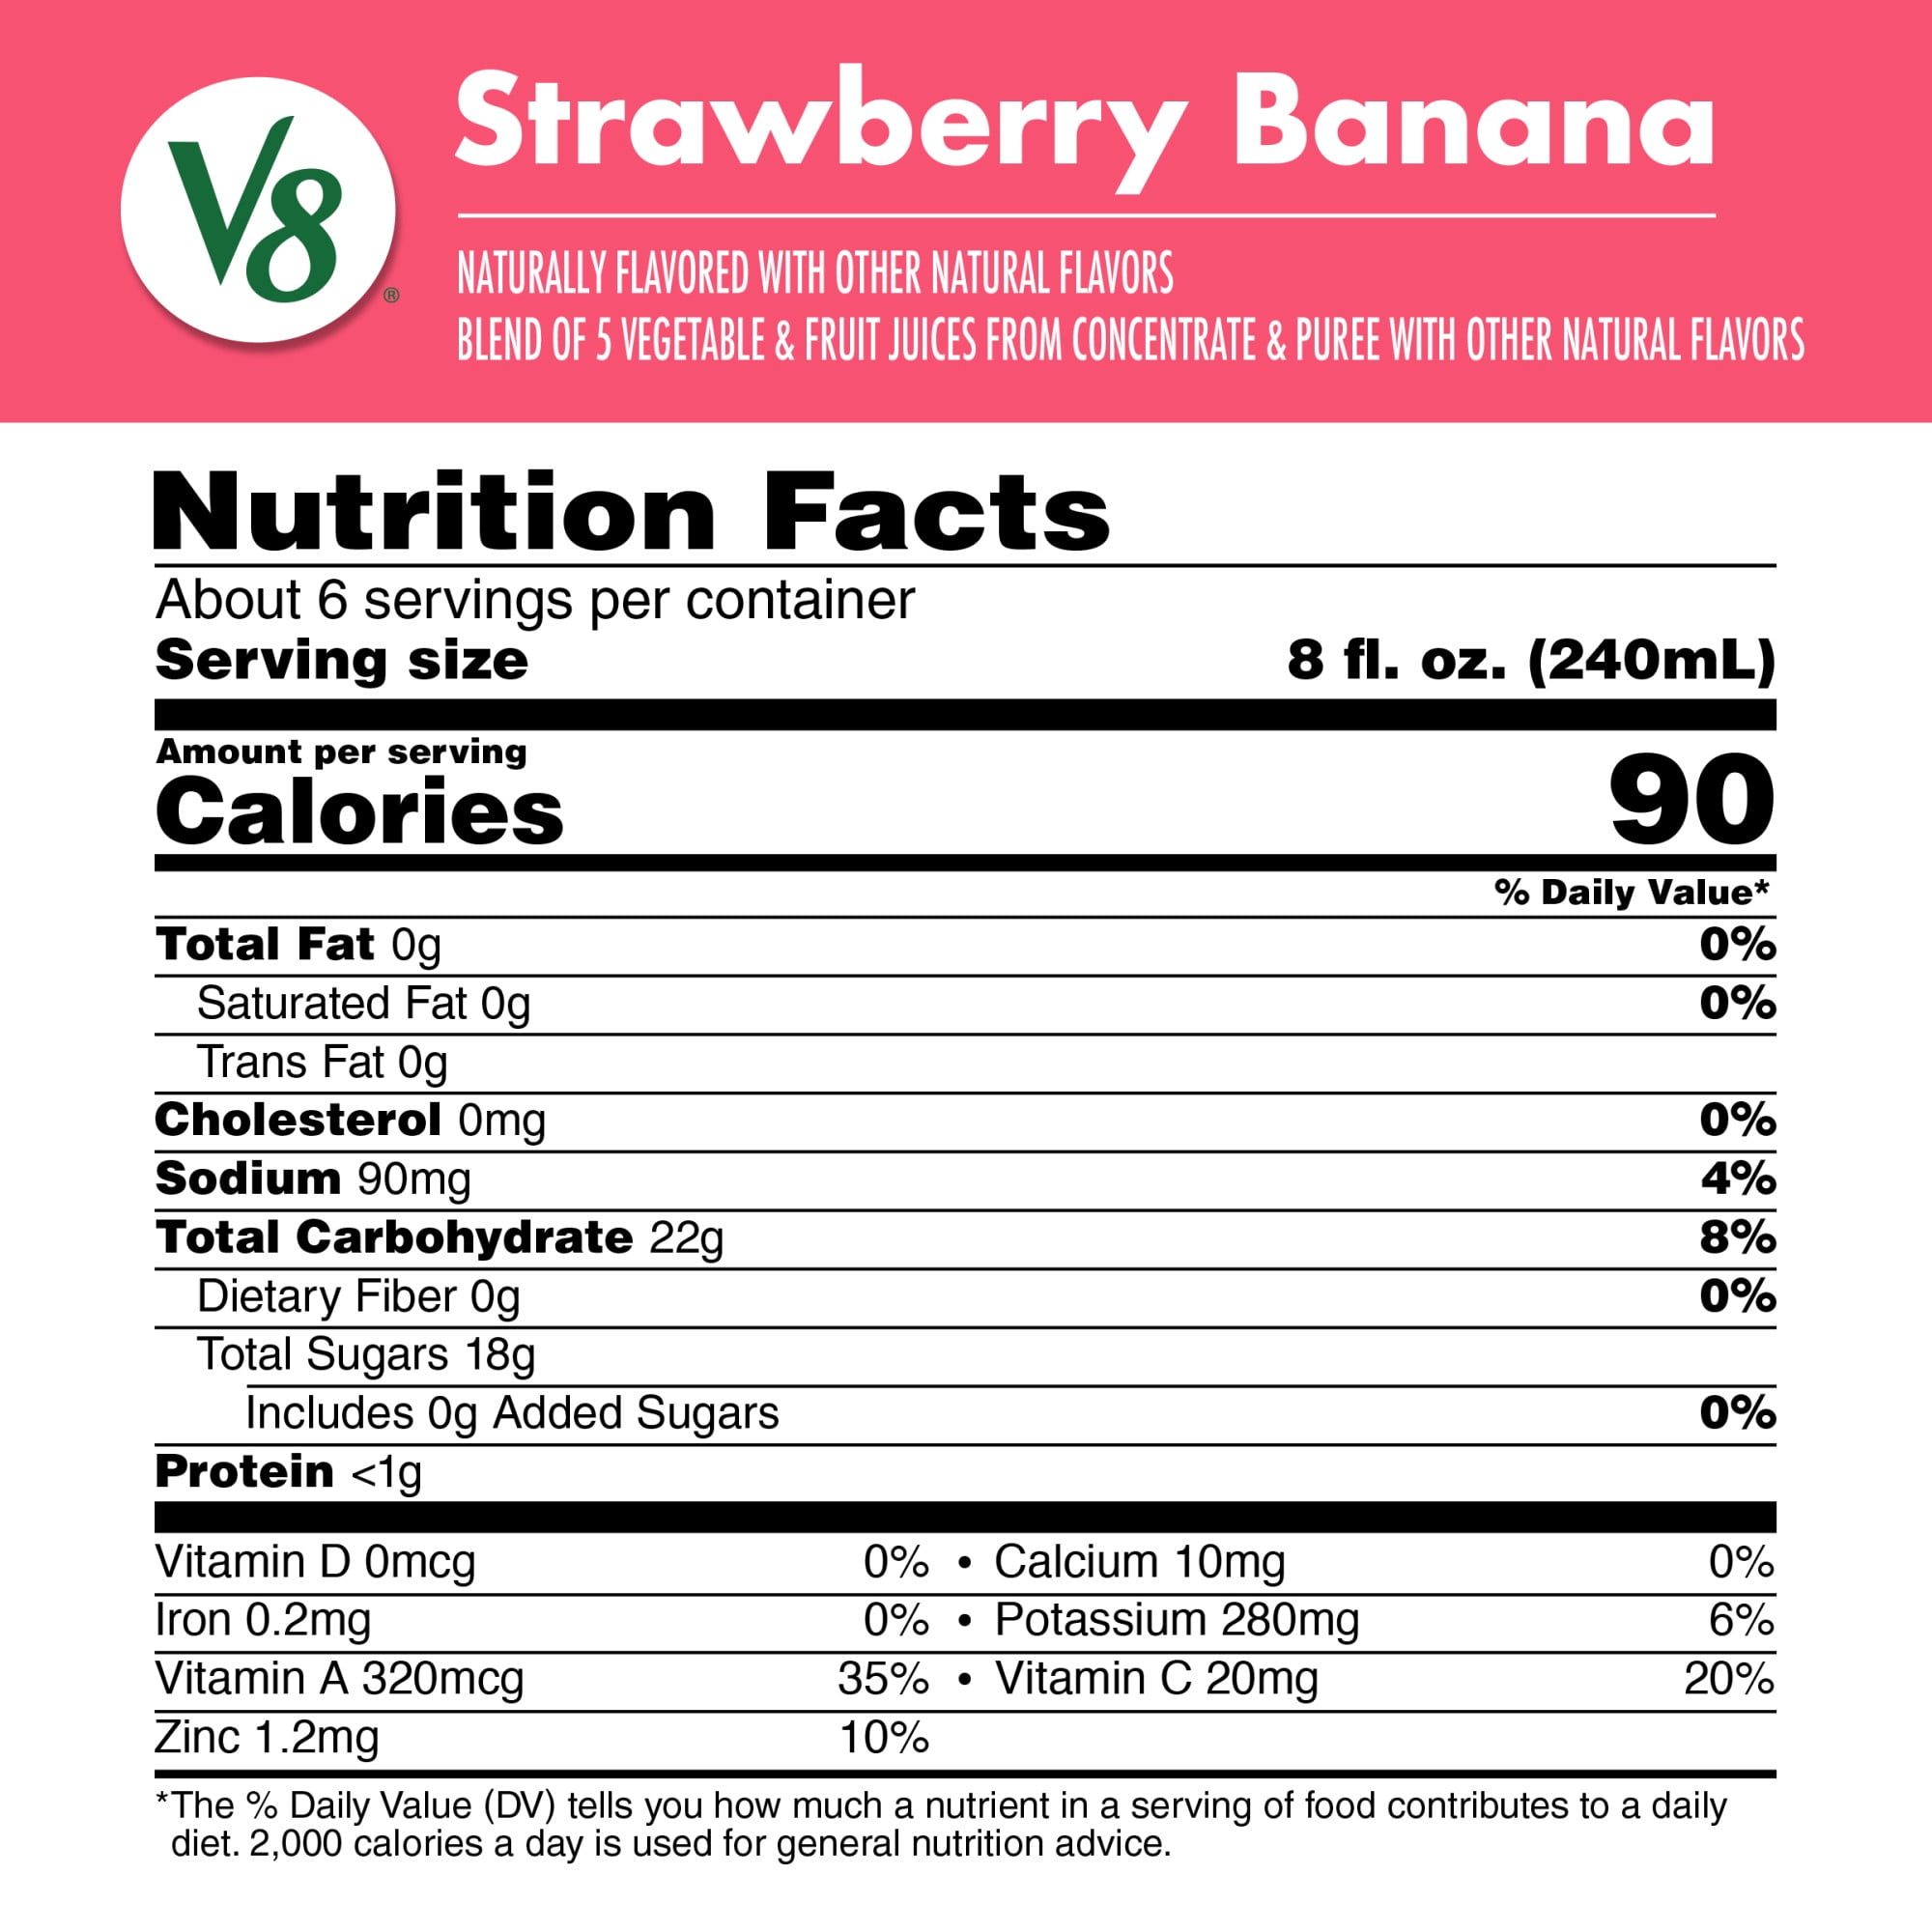 V8®
Strawberry Banana
NATURALLY FLAVORED WITH OTHER NATURAL FLAVORS
BLEND OF 5 VEGETABLE & FRUIT JUICES FROM CONCENTRATE & PUREE WITH OTHER NATURAL FLAVORS
Nutrition Facts
About 6 servings per container
Serving size 8 fl. oz. (240mL)
Amount per serving
Calories 90
% Daily Value*
Total Fat 0g 0%
Saturated Fat 0g 0%
Trans Fat 0g
Cholesterol 0mg 0%
Sodium 90mg 4%
Total Carbohydrate 22g 8%
Dietary Fiber 0g 0%
Total Sugars 18g
Includes 0g Added Sugars 0%
Protein <1g
Vitamin D 0mcg 0% • Calcium 10mg 0%
Iron 0.2mg 0% • Potassium 280mg 6%
Vitamin A 320mcg 35% • Vitamin C 20mg 20%
Zinc 1.2mg 10%
*The % Daily Value (DV) tells you how much a nutrient in a serving of food contributes to a daily
diet. 2,000 calories a day is used for general nutrition advice.